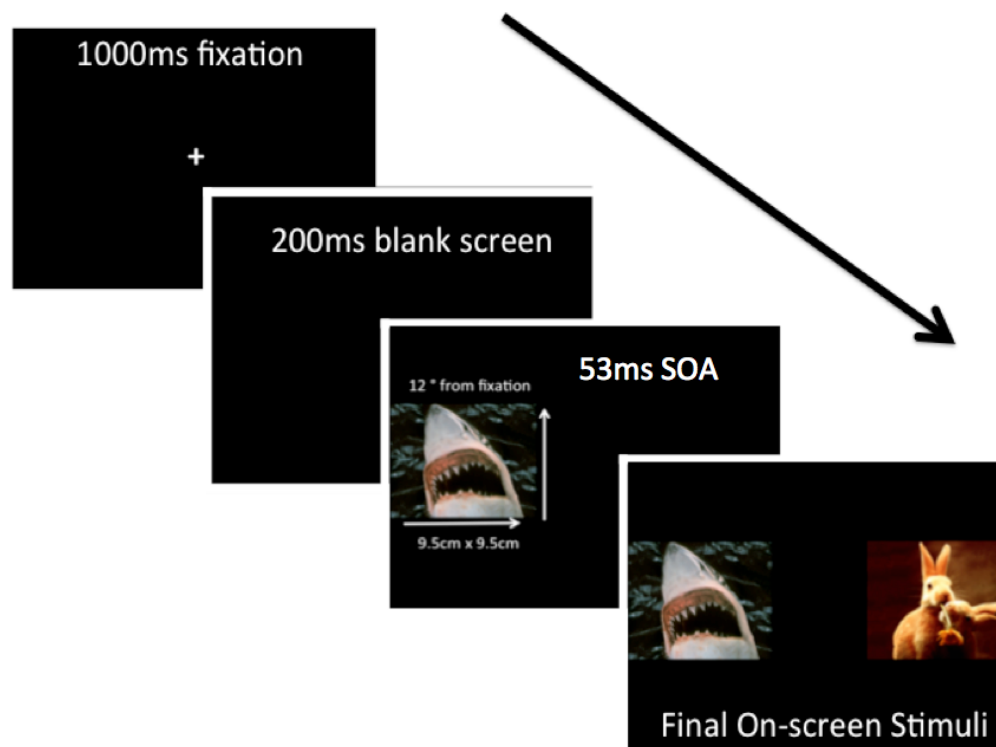 1000ms fixation
+
200ms blank screen
53ms SOA
12 ° from fixation
9.5cm x 9.5cm
Final On-screen Stimuli